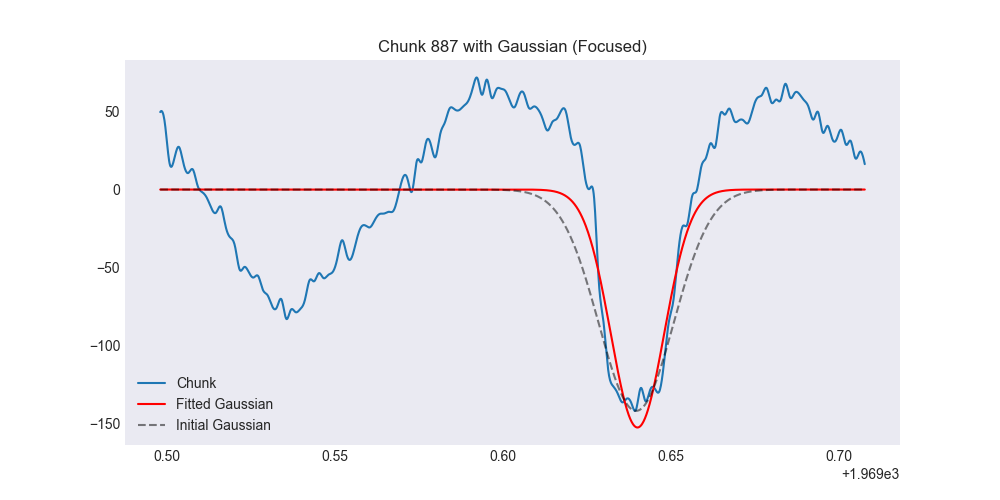 Chunk 887 with Gaussian (Focused)
50
0
−50
−100
−150
Chunk
Fitted Gaussian
Initial Gaussian
0.50 0.55 0.60 0.65 0.70
+1.969e3